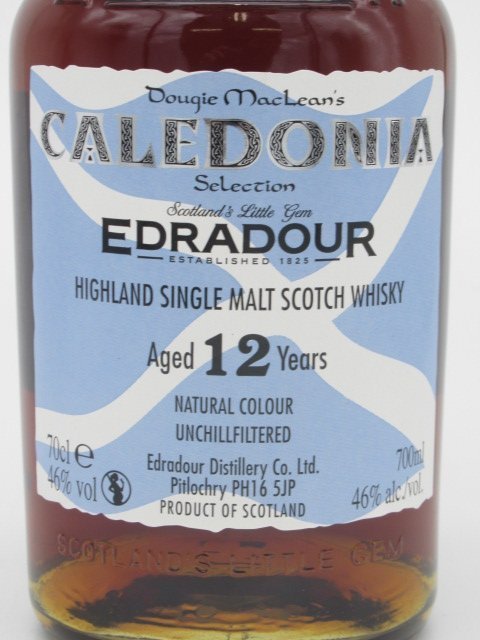 Dougie MacLean's
CALEDONIA
Selection
Scotland's Little Gem
EDRADOUR
ESTABLISHED 1825
HIGHLAND SINGLE MALT SCOTCH WHISKY
Aged 12 Years
NATURAL COLOUR
UNCHILLFILTERED
70cl e
46% vol
Edradour Distillery Co. Ltd.
Pitlochry PH16 5JP
PRODUCT OF SCOTLAND
700ml
46% alc./vol.
SCOTLAND'S LITTLE GEM